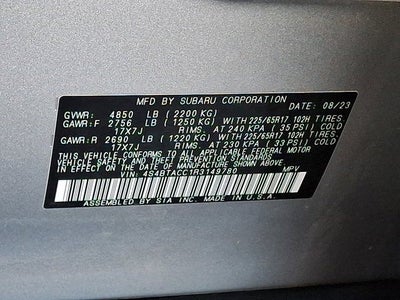 MFD BY SUBARU CORPORATION 08/23
GVWR: 4850 LB (2200 KG)
GAWR:F 2756 LB (1250 KG) WITH 225/65R17 102H TIRES
17X7J RIMS. AT 240 KPA (35 PSI) COLD
GAWR:R 2690 LB (1220 KG) WITH 225/65R17 102H TIRES
17X7J RIMS. AT 230 KPA (33 PSI) COLD
THIS VEHICLE CONFORMS TO ALL APPLICABLE FEDERAL MOTOR
VEHICLE SAFETY AND THEFT PREVENTION STANDARDS
IN EFFECT ON THE DATE OF MANUFACTURE SHOWN ABOVE.
VIN: 4S4BTACC1R3149780 MPV
ASSEMBLED BY SIA INC. MADE IN U.S.A.